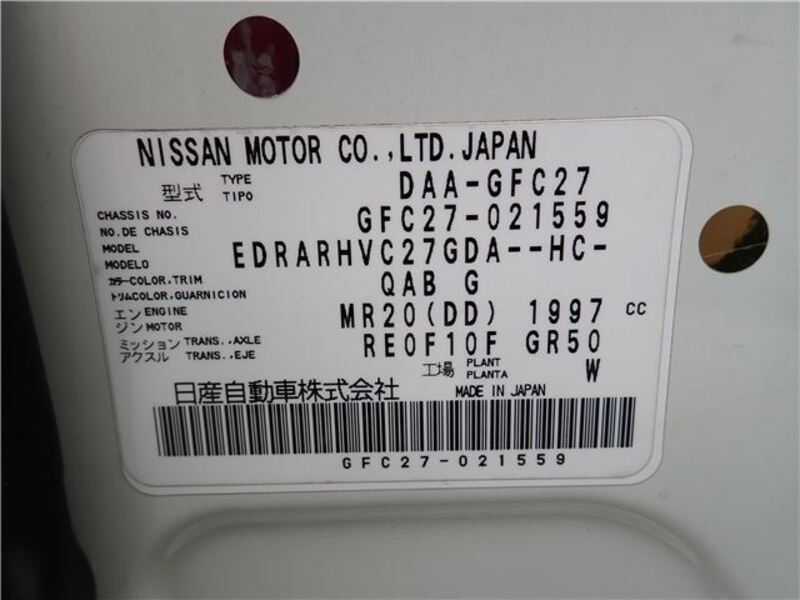 NISSAN MOTOR CO.,LTD.JAPAN
型式 TYPE TIPO DAA-GFC27
CHASSIS NO. NO.DE CHASIS GFC27-021559
MODEL MODELO EDRARHVC27GDA--HC-
カラー COLOR,TRIM トリム COLOR,GUARNICION QAB G
エンジン ENGINE MOTOR MR20(DD) 1997 CC
ミッション TRANS.,AXLE アクスル TRANS.,EJE RE0F10F GR50
工場 PLANT PLANTA W
日産自動車株式会社 MADE IN JAPAN
GFC27-021559